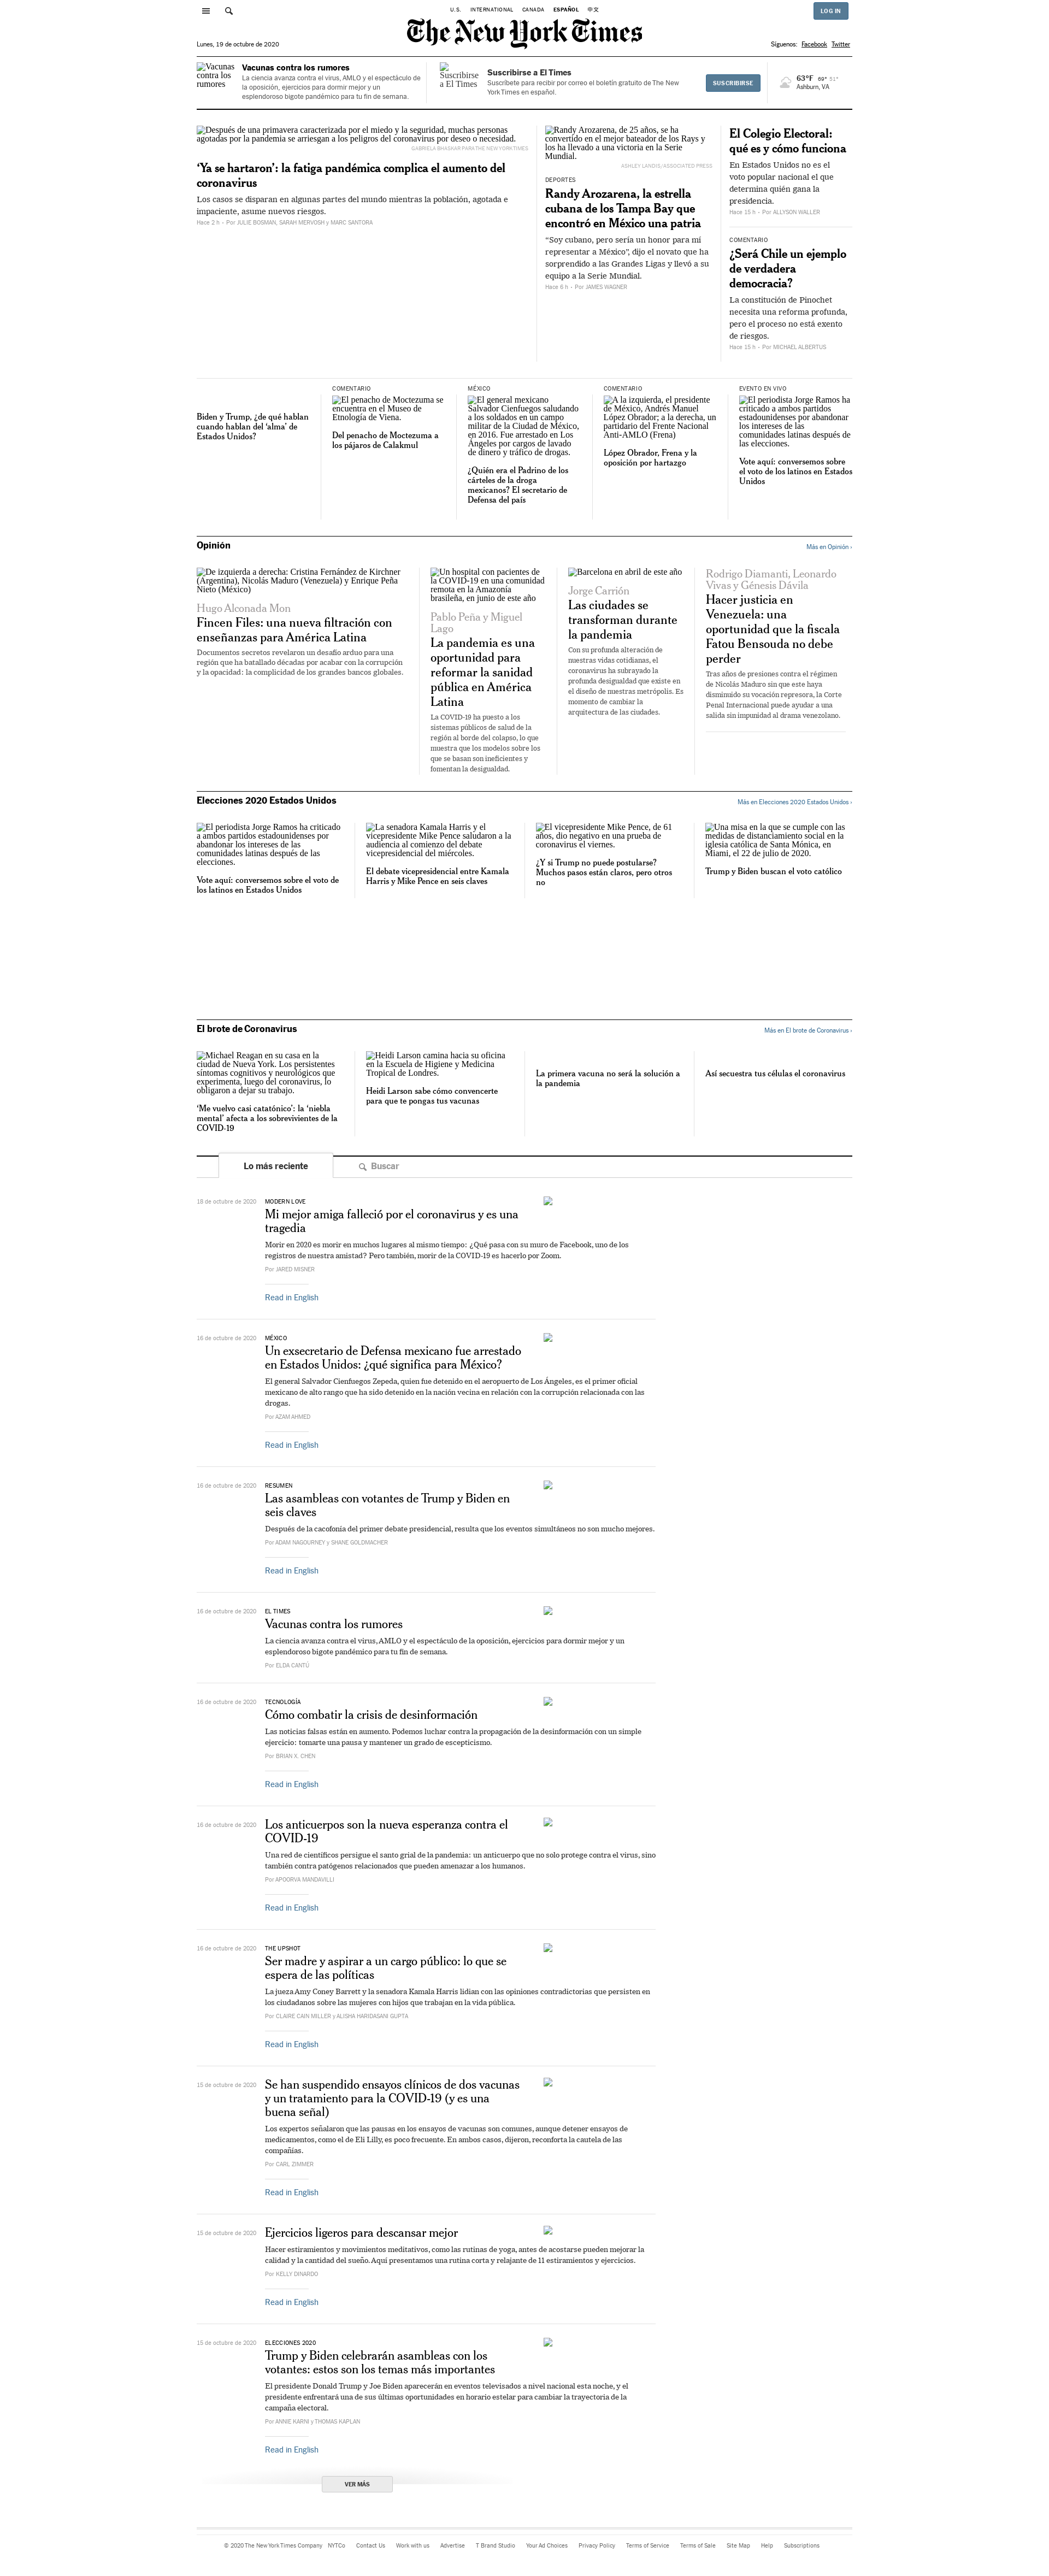 U.S. INTERNATIONAL CANADA ESPAÑOL 中文
LOG IN
The New York Times
Lunes, 19 de octubre de 2020
Síguenos: Facebook Twitter
Vacunas contra los rumores
Vacunas contra los rumores
La ciencia avanza contra el virus, AMLO y el espectáculo de
la oposición, ejercicios para dormir mejor y un
esplendoroso bigote pandémico para tu fin de semana.
Suscribirse a El Times
Suscribirse a El Times
Suscríbete para recibir por correo el boletín gratuito de The New
York Times en español.
SUSCRIBIRSE
63°F 69° 51°
Ashburn, VA
Después de una primavera caracterizada por el miedo y la seguridad, muchas personas
agotadas por la pandemia se arriesgan a los peligros del coronavirus por deseo o necesidad.
GABRIELA BHASKAR PARA THE NEW YORK TIMES
‘Ya se hartaron’: la fatiga pandémica complica el aumento del
coronavirus
Los casos se disparan en algunas partes del mundo mientras la población, agotada e
impaciente, asume nuevos riesgos.
Hace 2 h - Por JULIE BOSMAN, SARAH MERVOSH y MARC SANTORA
Randy Arozarena, de 25 años, se ha
convertido en el mejor bateador de los Rays y
los ha llevado a una victoria en la Serie
Mundial.
ASHLEY LANDIS/ASSOCIATED PRESS
DEPORTES
Randy Arozarena, la estrella
cubana de los Tampa Bay que
encontró en México una patria
“Soy cubano, pero sería un honor para mí
representar a México”, dijo el novato que ha
sorprendido a las Grandes Ligas y llevó a su
equipo a la Serie Mundial.
Hace 6 h - Por JAMES WAGNER
El Colegio Electoral:
qué es y cómo funciona
En Estados Unidos no es el
voto popular nacional el que
determina quién gana la
presidencia.
Hace 15 h - Por ALLYSON WALLER
COMENTARIO
¿Será Chile un ejemplo
de verdadera
democracia?
La constitución de Pinochet
necesita una reforma profunda,
pero el proceso no está exento
de riesgos.
Hace 15 h - Por MICHAEL ALBERTUS
Biden y Trump, ¿de qué hablan
cuando hablan del ‘alma’ de
Estados Unidos?
COMENTARIO
El penacho de Moctezuma se
encuentra en el Museo de
Etnología de Viena.
Del penacho de Moctezuma a
los pájaros de Calakmul
MÉXICO
El general mexicano
Salvador Cienfuegos saludando
a los soldados en un campo
militar de la Ciudad de México,
en 2016. Fue arrestado en Los
Ángeles por cargos de lavado
de dinero y tráfico de drogas.
¿Quién era el Padrino de los
cárteles de la droga
mexicanos? El secretario de
Defensa del país
COMENTARIO
A la izquierda, el presidente
de México, Andrés Manuel
López Obrador; a la derecha, un
partidario del Frente Nacional
Anti-AMLO (Frena)
López Obrador, Frena y la
oposición por hartazgo
EVENTO EN VIVO
El periodista Jorge Ramos ha
criticado a ambos partidos
estadounidenses por abandonar
los intereses de las
comunidades latinas después de
las elecciones.
Vote aquí: conversemos sobre
el voto de los latinos en Estados
Unidos
Opinión
Más en Opinión ›
De izquierda a derecha: Cristina Fernández de Kirchner
(Argentina), Nicolás Maduro (Venezuela) y Enrique Peña
Nieto (México)
Hugo Alconada Mon
Fincen Files: una nueva filtración con
enseñanzas para América Latina
Documentos secretos revelaron un desafío arduo para una
región que ha batallado décadas por acabar con la corrupción
y la opacidad: la complicidad de los grandes bancos globales.
Un hospital con pacientes de
la COVID-19 en una comunidad
remota en la Amazonía
brasileña, en junio de este año
Pablo Peña y Miguel
Lago
La pandemia es una
oportunidad para
reformar la sanidad
pública en América
Latina
La COVID-19 ha puesto a los
sistemas públicos de salud de la
región al borde del colapso, lo que
muestra que los modelos sobre los
que se basan son ineficientes y
fomentan la desigualdad.
Barcelona en abril de este año
Jorge Carrión
Las ciudades se
transforman durante
la pandemia
Con su profunda alteración de
nuestras vidas cotidianas, el
coronavirus ha subrayado la
profunda desigualdad que existe en
el diseño de nuestras metrópolis. Es
momento de cambiar la
arquitectura de las ciudades.
Rodrigo Diamanti, Leonardo
Vivas y Génesis Dávila
Hacer justicia en
Venezuela: una
oportunidad que la fiscala
Fatou Bensouda no debe
perder
Tras años de presiones contra el régimen
de Nicolás Maduro sin que este haya
disminuido su vocación represora, la Corte
Penal Internacional puede ayudar a una
salida sin impunidad al drama venezolano.
Elecciones 2020 Estados Unidos
Más en Elecciones 2020 Estados Unidos ›
El periodista Jorge Ramos ha criticado
a ambos partidos estadounidenses por
abandonar los intereses de las
comunidades latinas después de las
elecciones.
Vote aquí: conversemos sobre el voto de
los latinos en Estados Unidos
La senadora Kamala Harris y el
vicepresidente Mike Pence saludaron a la
audiencia al comienzo del debate
vicepresidencial del miércoles.
El debate vicepresidencial entre Kamala
Harris y Mike Pence en seis claves
El vicepresidente Mike Pence, de 61
años, dio negativo en una prueba de
coronavirus el viernes.
¿Y si Trump no puede postularse?
Muchos pasos están claros, pero otros
no
Una misa en la que se cumple con las
medidas de distanciamiento social en la
iglesia católica de Santa Mónica, en
Miami, el 22 de julio de 2020.
Trump y Biden buscan el voto católico
El brote de Coronavirus
Más en El brote de Coronavirus ›
Michael Reagan en su casa en la
ciudad de Nueva York. Los persistentes
síntomas cognitivos y neurológicos que
experimenta, luego del coronavirus, lo
obligaron a dejar su trabajo.
‘Me vuelvo casi catatónico’: la ‘niebla
mental’ afecta a los sobrevivientes de la
COVID-19
Heidi Larson camina hacia su oficina
en la Escuela de Higiene y Medicina
Tropical de Londres.
Heidi Larson sabe cómo convencerte
para que te pongas tus vacunas
La primera vacuna no será la solución a
la pandemia
Así secuestra tus células el coronavirus
Lo más reciente
Buscar
18 de octubre de 2020
MODERN LOVE
Mi mejor amiga falleció por el coronavirus y es una
tragedia
Morir en 2020 es morir en muchos lugares al mismo tiempo: ¿Qué pasa con su muro de Facebook, uno de los
registros de nuestra amistad? Pero también, morir de la COVID-19 es hacerlo por Zoom.
Por JARED MISNER
Read in English
16 de octubre de 2020
MÉXICO
Un exsecretario de Defensa mexicano fue arrestado
en Estados Unidos: ¿qué significa para México?
El general Salvador Cienfuegos Zepeda, quien fue detenido en el aeropuerto de Los Ángeles, es el primer oficial
mexicano de alto rango que ha sido detenido en la nación vecina en relación con la corrupción relacionada con las
drogas.
Por AZAM AHMED
Read in English
16 de octubre de 2020
RESUMEN
Las asambleas con votantes de Trump y Biden en
seis claves
Después de la cacofonía del primer debate presidencial, resulta que los eventos simultáneos no son mucho mejores.
Por ADAM NAGOURNEY y SHANE GOLDMACHER
Read in English
16 de octubre de 2020
EL TIMES
Vacunas contra los rumores
La ciencia avanza contra el virus, AMLO y el espectáculo de la oposición, ejercicios para dormir mejor y un
esplendoroso bigote pandémico para tu fin de semana.
Por ELDA CANTÚ
16 de octubre de 2020
TECNOLOGÍA
Cómo combatir la crisis de desinformación
Las noticias falsas están en aumento. Podemos luchar contra la propagación de la desinformación con un simple
ejercicio: tomarte una pausa y mantener un grado de escepticismo.
Por BRIAN X. CHEN
Read in English
16 de octubre de 2020
Los anticuerpos son la nueva esperanza contra el
COVID-19
Una red de científicos persigue el santo grial de la pandemia: un anticuerpo que no solo protege contra el virus, sino
también contra patógenos relacionados que pueden amenazar a los humanos.
Por APOORVA MANDAVILLI
Read in English
16 de octubre de 2020
THE UPSHOT
Ser madre y aspirar a un cargo público: lo que se
espera de las políticas
La jueza Amy Coney Barrett y la senadora Kamala Harris lidian con las opiniones contradictorias que persisten en
los ciudadanos sobre las mujeres con hijos que trabajan en la vida pública.
Por CLAIRE CAIN MILLER y ALISHA HARIDASANI GUPTA
Read in English
15 de octubre de 2020
Se han suspendido ensayos clínicos de dos vacunas
y un tratamiento para la COVID-19 (y es una
buena señal)
Los expertos señalaron que las pausas en los ensayos de vacunas son comunes, aunque detener ensayos de
medicamentos, como el de Eli Lilly, es poco frecuente. En ambos casos, dijeron, reconforta la cautela de las
compañías.
Por CARL ZIMMER
Read in English
15 de octubre de 2020
Ejercicios ligeros para descansar mejor
Hacer estiramientos y movimientos meditativos, como las rutinas de yoga, antes de acostarse pueden mejorar la
calidad y la cantidad del sueño. Aquí presentamos una rutina corta y relajante de 11 estiramientos y ejercicios.
Por KELLY DINARDO
Read in English
15 de octubre de 2020
ELECCIONES 2020
Trump y Biden celebrarán asambleas con los
votantes: estos son los temas más importantes
El presidente Donald Trump y Joe Biden aparecerán en eventos televisados a nivel nacional esta noche, y el
presidente enfrentará una de sus últimas oportunidades en horario estelar para cambiar la trayectoria de la
campaña electoral.
Por ANNIE KARNI y THOMAS KAPLAN
Read in English
VER MÁS
© 2020 The New York Times Company NYTCo Contact Us Work with us Advertise T Brand Studio Your Ad Choices Privacy Policy Terms of Service Terms of Sale Site Map Help Subscriptions